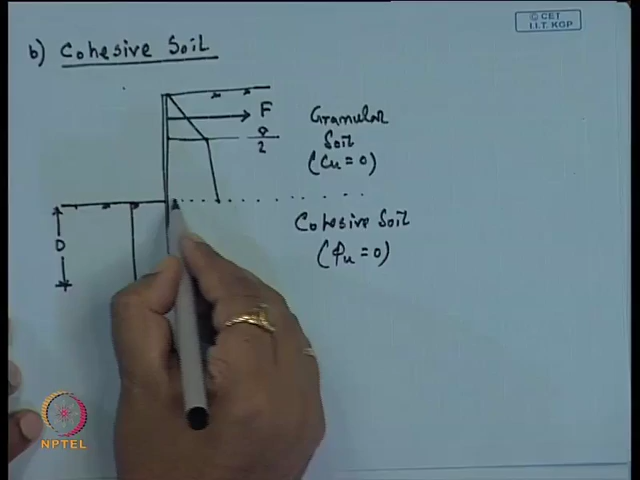 © CET
I.I.T. KGP
b) Cohesive Soil
F
Granular
Soil
(Cu = 0)
2
Cohesive Soil
(φu = 0)
D
NPTEL